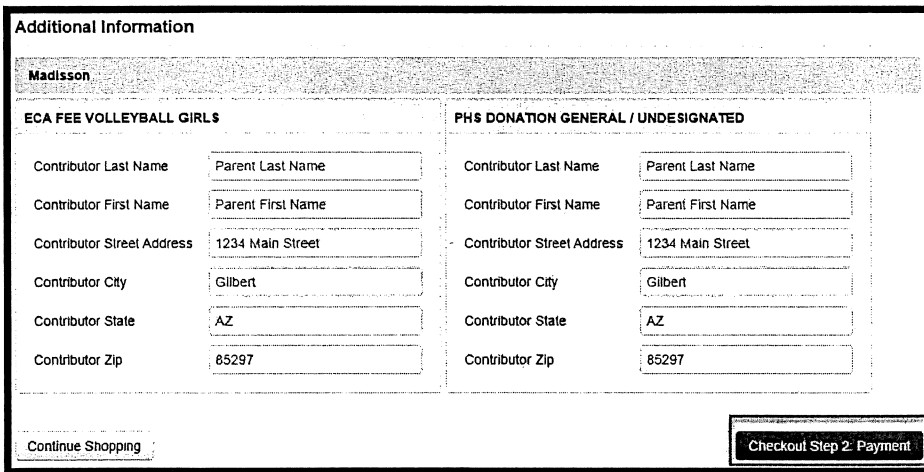 Additional Information
Madisson
ECA FEE VOLLEYBALL GIRLS
Contributor Last Name Parent Last Name
Contributor First Name Parent First Name
Contributor Street Address 1234 Main Street
Contributor City Gilbert
Contributor State AZ
Contributor Zip 85297
PHS DONATION GENERAL / UNDESIGNATED
Contributor Last Name Parent Last Name
Contributor First Name Parent First Name
Contributor Street Address 1234 Main Street
Contributor City Gilbert
Contributor State AZ
Contributor Zip 85297
Continue Shopping
Checkout Step 2: Payment